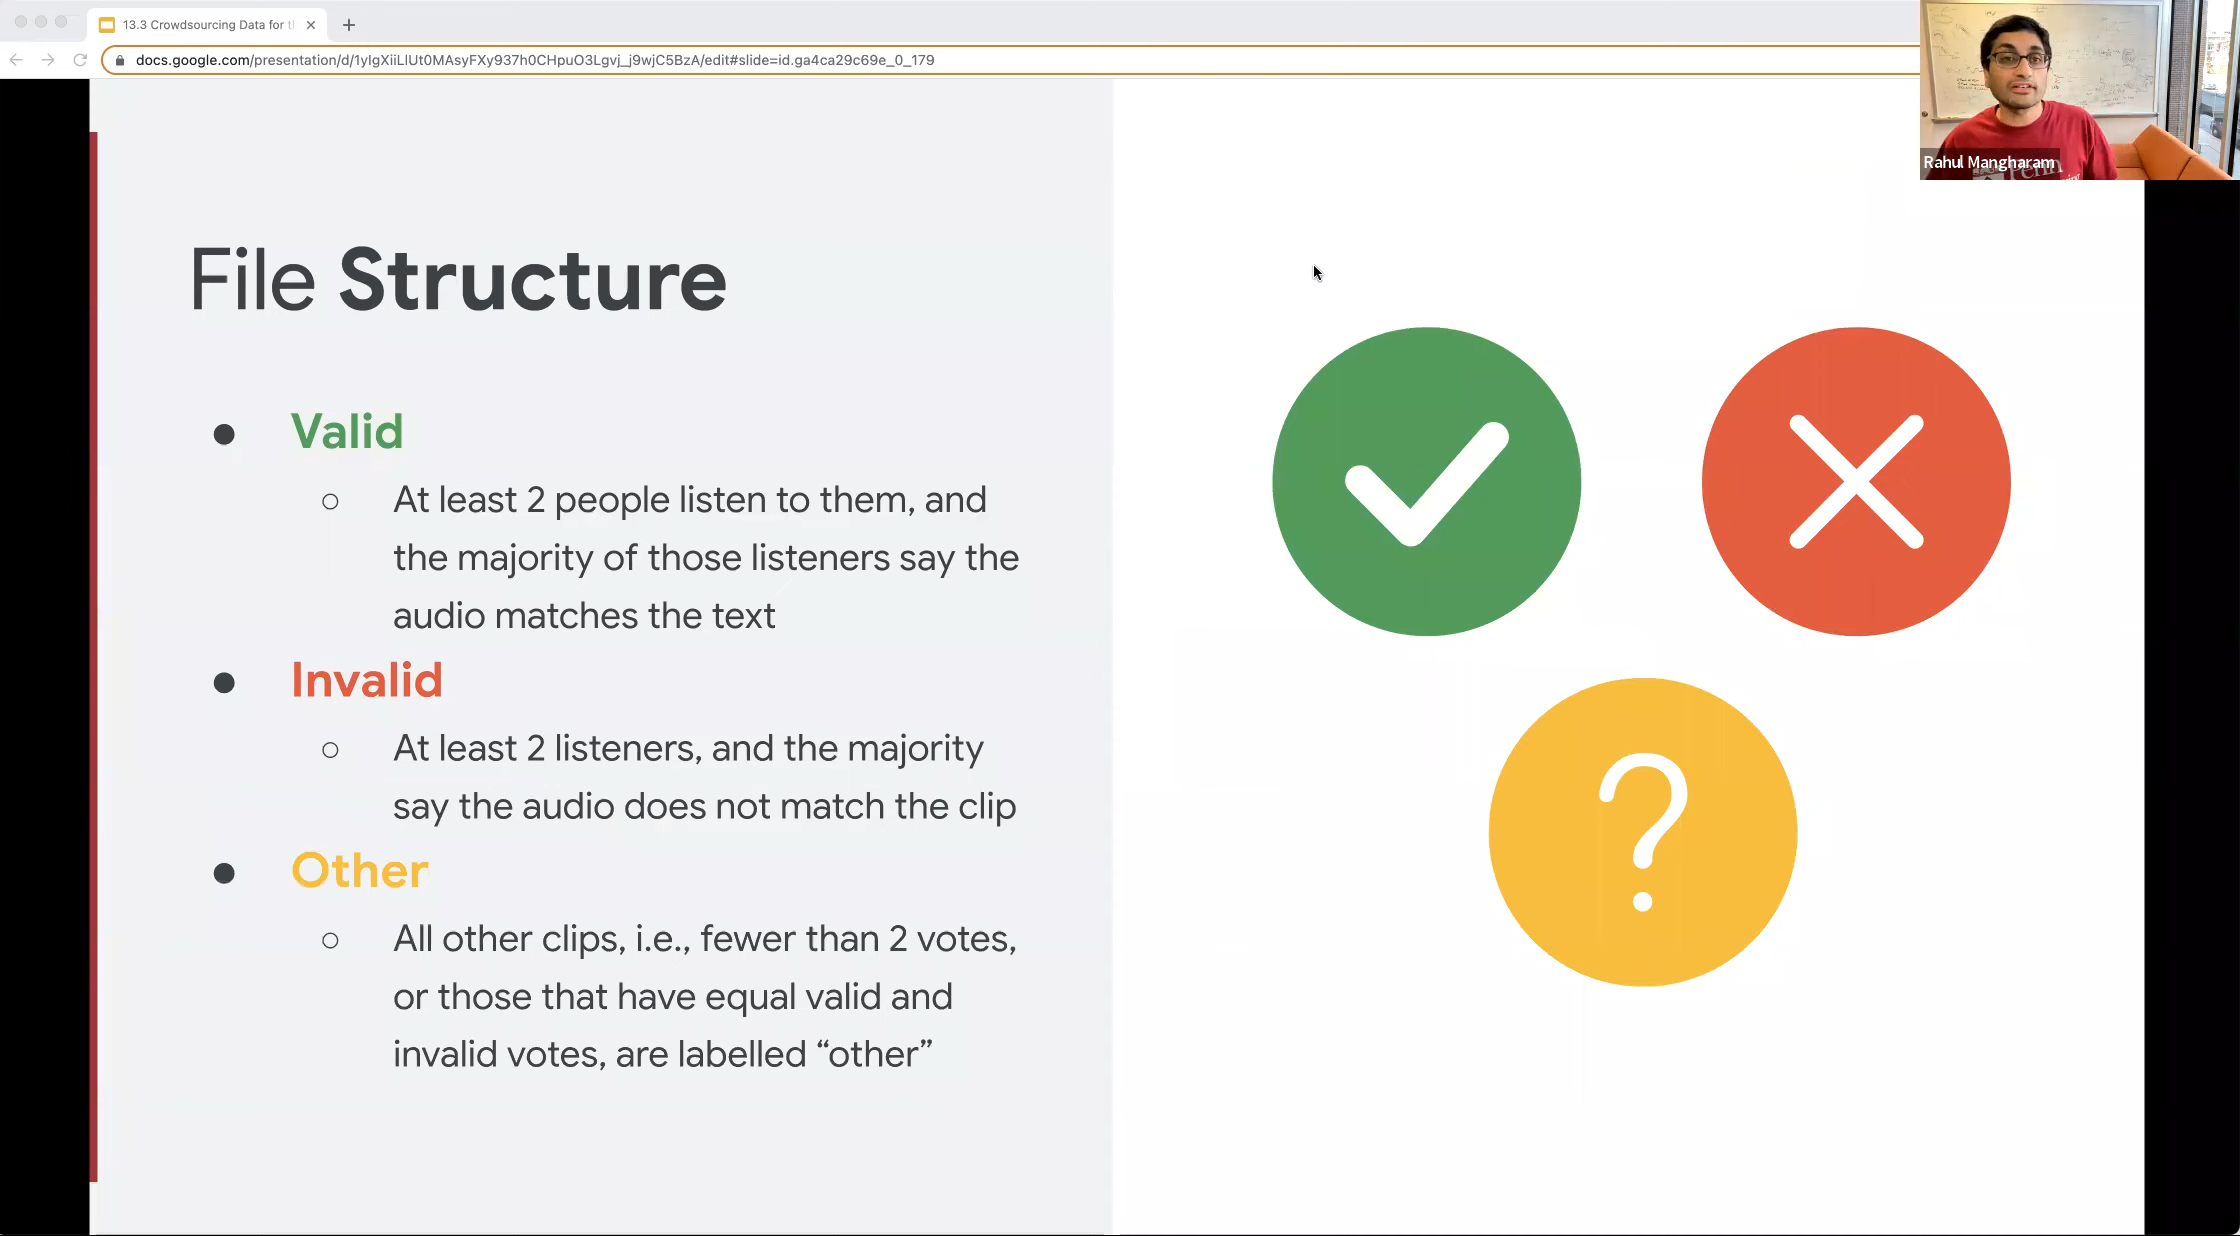 13.3 Crowdsourcing Data for t
docs.google.com/presentation/d/1yIgXiiLlUt0MAsyFXy937h0CHpuO3Lgvj_j9wjC5BzA/edit#slide=id.ga4ca29c69e_0_179
Rahul Mangharam
Penn
File Structure
● Valid
○ At least 2 people listen to them, and
the majority of those listeners say the
audio matches the text
● Invalid
○ At least 2 listeners, and the majority
say the audio does not match the clip
● Other
○ All other clips, i.e., fewer than 2 votes,
or those that have equal valid and
invalid votes, are labelled “other”
?